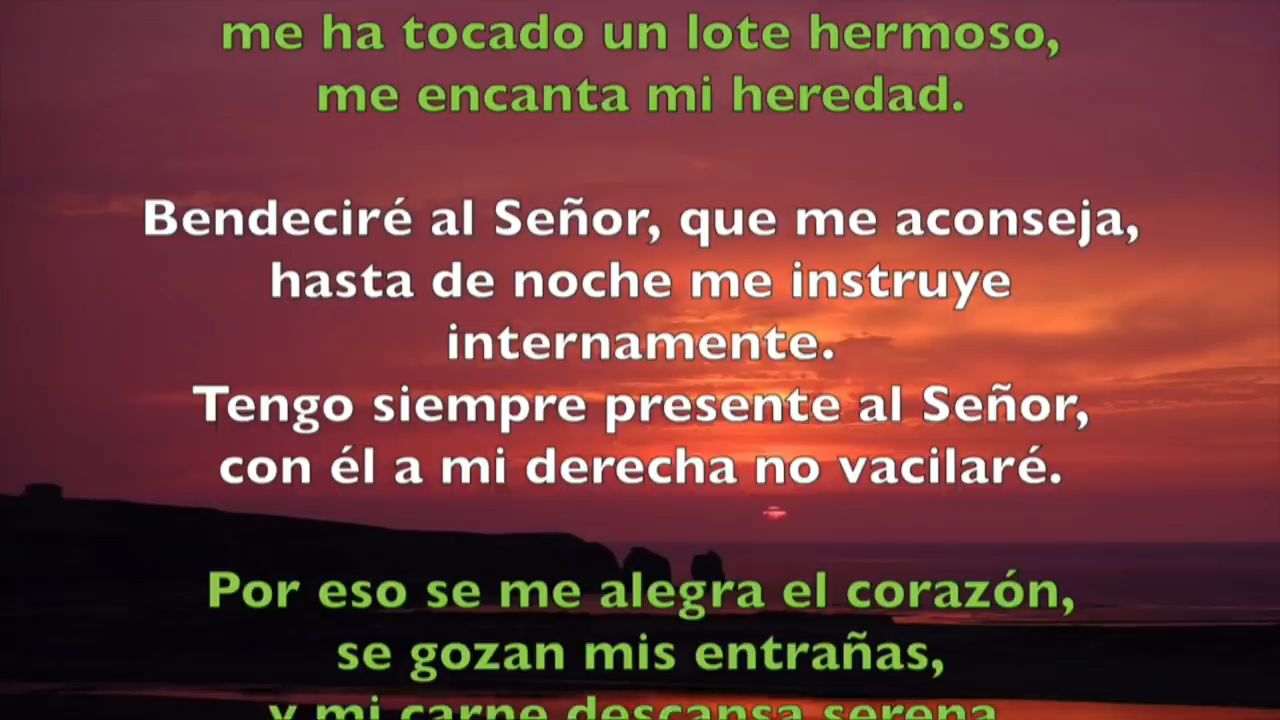 me ha tocado un lote hermoso,
me encanta mi heredad.
Bendeciré al Señor, que me aconseja,
hasta de noche me instruye
internamente.
Tengo siempre presente al Señor,
con él a mi derecha no vacilaré.
Por eso se me alegra el corazón,
se gozan mis entrañas,
y mi carne descansa serena